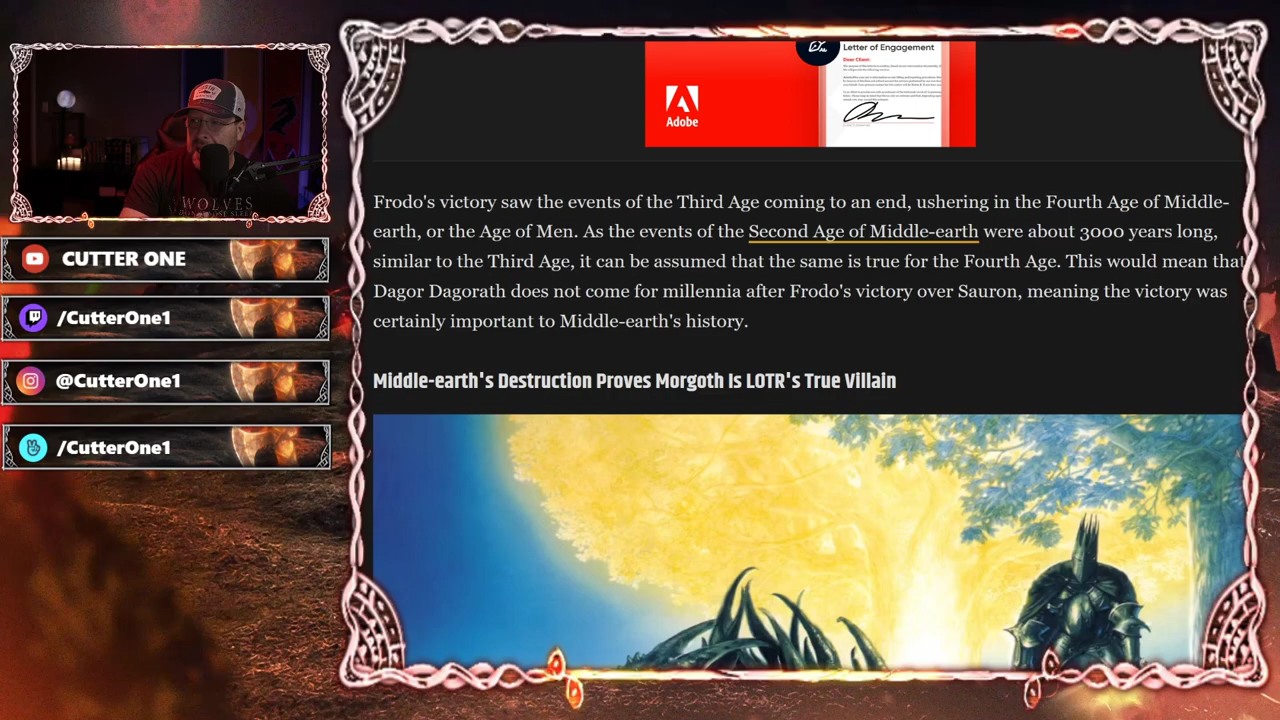 Letter of Engagement
Dear Chem:
Adobe
WOLVES
CUTTER ONE
/CutterOne1
@CutterOne1
/CutterOne1
Frodo's victory saw the events of the Third Age coming to an end, ushering in the Fourth Age of Middle-
earth, or the Age of Men. As the events of the Second Age of Middle-earth were about 3000 years long,
similar to the Third Age, it can be assumed that the same is true for the Fourth Age. This would mean that
Dagor Dagorath does not come for millennia after Frodo's victory over Sauron, meaning the victory was
certainly important to Middle-earth's history.
Middle-earth's Destruction Proves Morgoth Is LOTR's True Villain